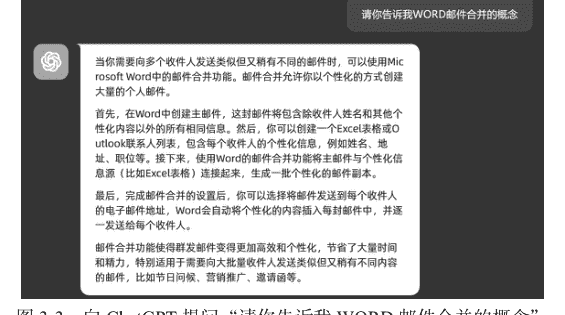 请你告诉我WORD邮件合并的概念
当你需要向多个收件人发送类似但又稍有不同的邮件时，可以使用Mic
rosoft Word中的邮件合并功能。邮件合并允许你以个性化的方式创建
大量的个人邮件。
首先，在Word中创建主邮件，这封邮件将包含除收件人姓名和其他个
性化内容以外的所有相同信息。然后，你可以创建一个Excel表格或O
utlook联系人列表，包含每个收件人的个性化信息，例如姓名、地
址、职位等。接下来，使用Word的邮件合并功能将主邮件与个性化信
息源（比如Excel表格）连接起来，生成一批个性化的邮件副本。
最后，完成邮件合并的设置后，你可以选择将邮件发送到每个收件人
的电子邮件地址，Word会自动将个性化的内容插入每封邮件中，并逐
一发送给每个收件人。
邮件合并功能使得群发邮件变得更加高效和个性化，节省了大量时间
和精力，特别适用于需要向大批量收件人发送类似但又稍有不同内容
的邮件，比如节日问候、营销推广、邀请函等。
向 ChatGPT 提问“请你告诉我 WORD 邮件合并的概念”